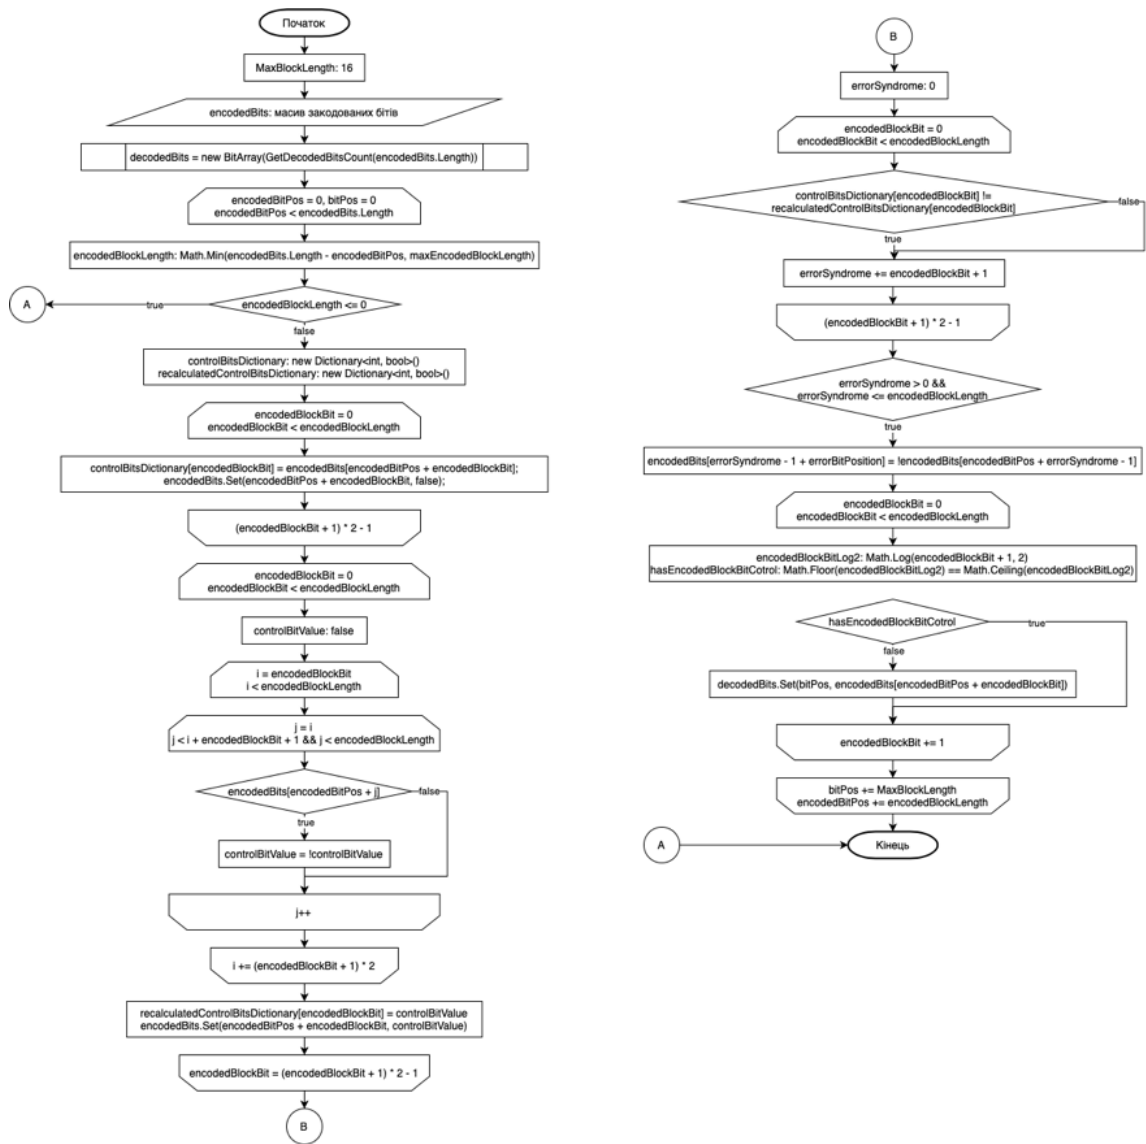 Початок
MaxBlockLength: 16
encodedBits: масив закодованих бітів
decodedBits = new BitArray(GetDecodedBitsCount(encodedBits.Length))
encodedBitPos = 0, bitPos = 0
encodedBitPos < encodedBits.Length
encodedBlockLength: Math.Min(encodedBits.Length - encodedBitPos, maxEncodedBlockLength)
A
true
encodedBlockLength <= 0
false
controlBitsDictionary: new Dictionary<int, bool>()
recalculatedControlBitsDictionary: new Dictionary<int, bool>()
encodedBlockBit = 0
encodedBlockBit < encodedBlockLength
controlBitsDictionary[encodedBlockBit] = encodedBits[encodedBitPos + encodedBlockBit];
encodedBits.Set(encodedBitPos + encodedBlockBit, false);
(encodedBlockBit + 1) * 2 - 1
encodedBlockBit = 0
encodedBlockBit < encodedBlockLength
controlBitValue: false
i = encodedBlockBit
i < encodedBlockLength
j = i
j < i + encodedBlockBit + 1 && j < encodedBlockLength
encodedBits[encodedBitPos + j]
false
true
controlBitValue = !controlBitValue
j++
i += (encodedBlockBit + 1) * 2
recalculatedControlBitsDictionary[encodedBlockBit] = controlBitValue
encodedBits.Set(encodedBitPos + encodedBlockBit, controlBitValue)
encodedBlockBit = (encodedBlockBit + 1) * 2 - 1
B
B
errorSyndrome: 0
encodedBlockBit = 0
encodedBlockBit < encodedBlockLength
controlBitsDictionary[encodedBlockBit] !=
recalculatedControlBitsDictionary[encodedBlockBit]
false
true
errorSyndrome += encodedBlockBit + 1
(encodedBlockBit + 1) * 2 - 1
errorSyndrome > 0 &&
errorSyndrome <= encodedBlockLength
true
encodedBits[errorSyndrome - 1 + errorBitPosition] = !encodedBits[encodedBitPos + errorSyndrome - 1]
encodedBlockBit = 0
encodedBlockBit < encodedBlockLength
encodedBlockBitLog2: Math.Log(encodedBlockBit + 1, 2)
hasEncodedBlockBitCotrol: Math.Floor(encodedBlockBitLog2) == Math.Ceiling(encodedBlockBitLog2)
hasEncodedBlockBitCotrol
true
false
decodedBits.Set(bitPos, encodedBits[encodedBitPos + encodedBlockBit])
encodedBlockBit += 1
bitPos += MaxBlockLength
encodedBitPos += encodedBlockLength
A
Кінець